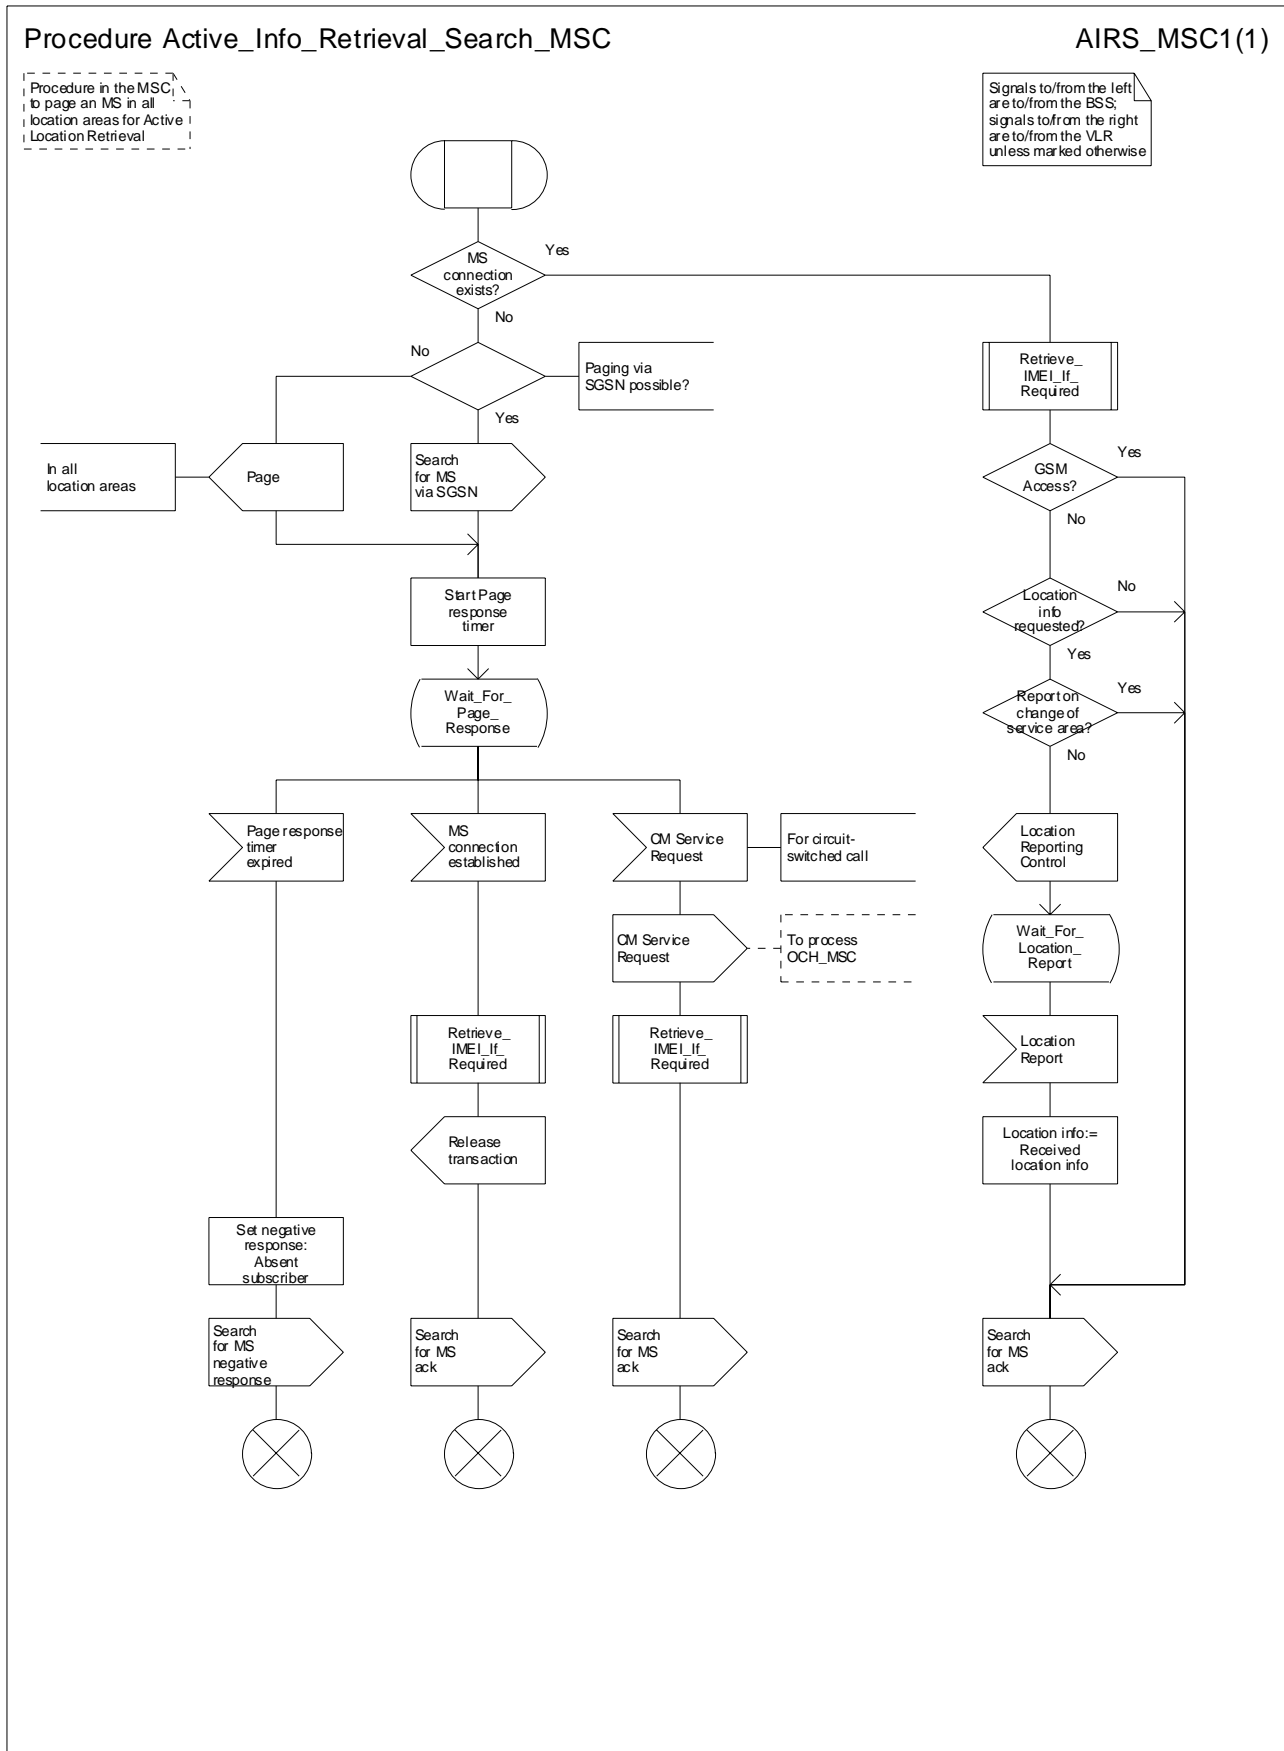 Procedure Active_Info_Retrieval_Search_MSC
AIRS_MSC1(1)
Procedure in the MSC
to page an MS in all
location areas for Active
Location Retrieval
Signals to/from the left
are to/from the BSS;
signals to/from the right
are to/from the VLR
unless marked otherwise
MS
connection
exists?
Yes
No
No
Paging via
SGSN possible?
Yes
Retrieve_
IMEI_If_
Required
In all
location areas
Page
Search
for MS
via SGSN
GSM
Access?
Yes
No
Start Page
response
timer
Location
info
requested?
No
Yes
Wait_For_
Page_
Response
Report on
change of
service area?
Yes
No
Page response
timer
expired
MS
connection
established
CM Service
Request
For circuit-
switched call
Location
Reporting
Control
CM Service
Request
To process
OCH_MSC
Wait_For_
Location_
Report
Retrieve_
IMEI_If_
Required
Retrieve_
IMEI_If_
Required
Location
Report
Release
transaction
Location info:=
Received
location info
Set negative
response:
Absent
subscriber
Search
for MS
negative
response
Search
for MS
ack
Search
for MS
ack
Search
for MS
ack